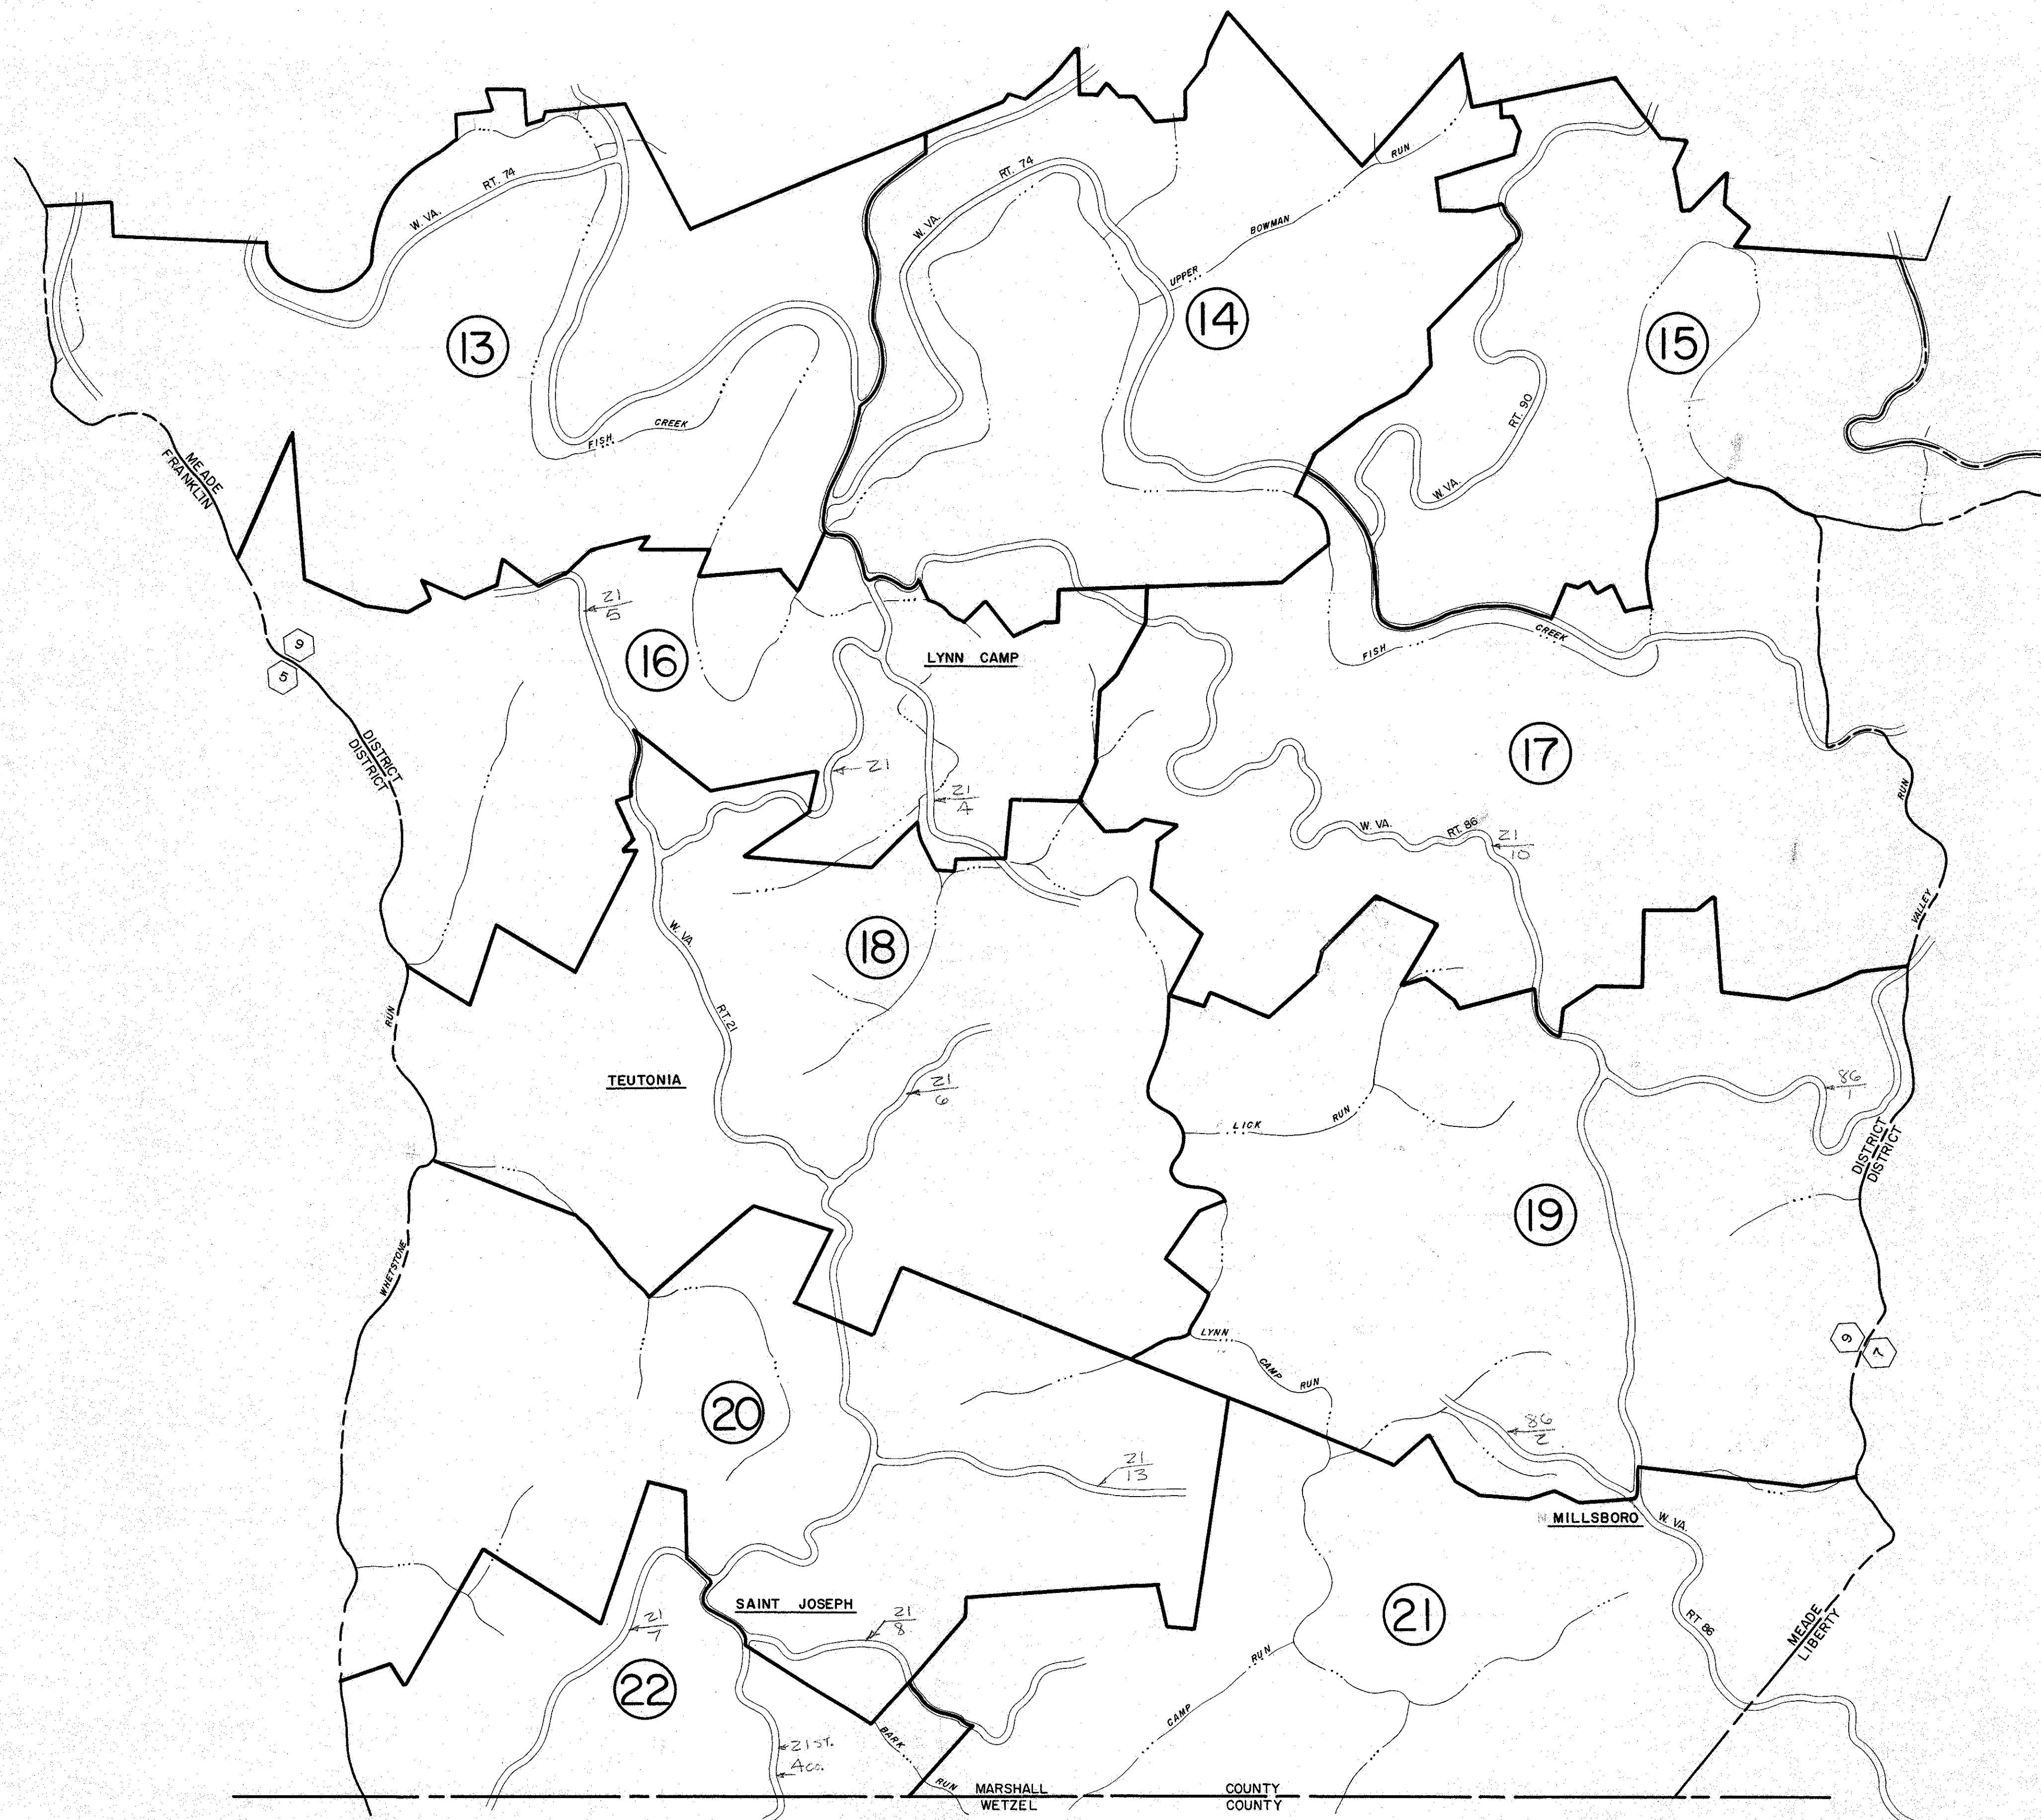 W. VA. RT. 74
W. VA. RT. 74
RUN
BOWMAN
UPPER
14
13
15
RT. 90
W. VA.
FISH CREEK
MEADE
FRANKLIN
21
5
16
LYNN CAMP
FISH CREEK
9
5
DISTRICT
DISTRICT
21
21
4
17
RUN
W. VA. RT. 86
21
10
VALLEY
W. VA.
18
RT. 21
RUN
TEUTONIA
21
6
LICK RUN
86
1
DISTRICT
DISTRICT
19
WHETSTONE
LYNN CAMP RUN
9
7
20
86
2
21
13
MILLSBORO
W. VA.
SAINT JOSEPH
21
8
21
7
21
RT 86
MEADE
LIBERTY
RUN
CAMP
22
BARK
21 ST.
4 CO.
RUN
MARSHALL COUNTY
WETZEL COUNTY